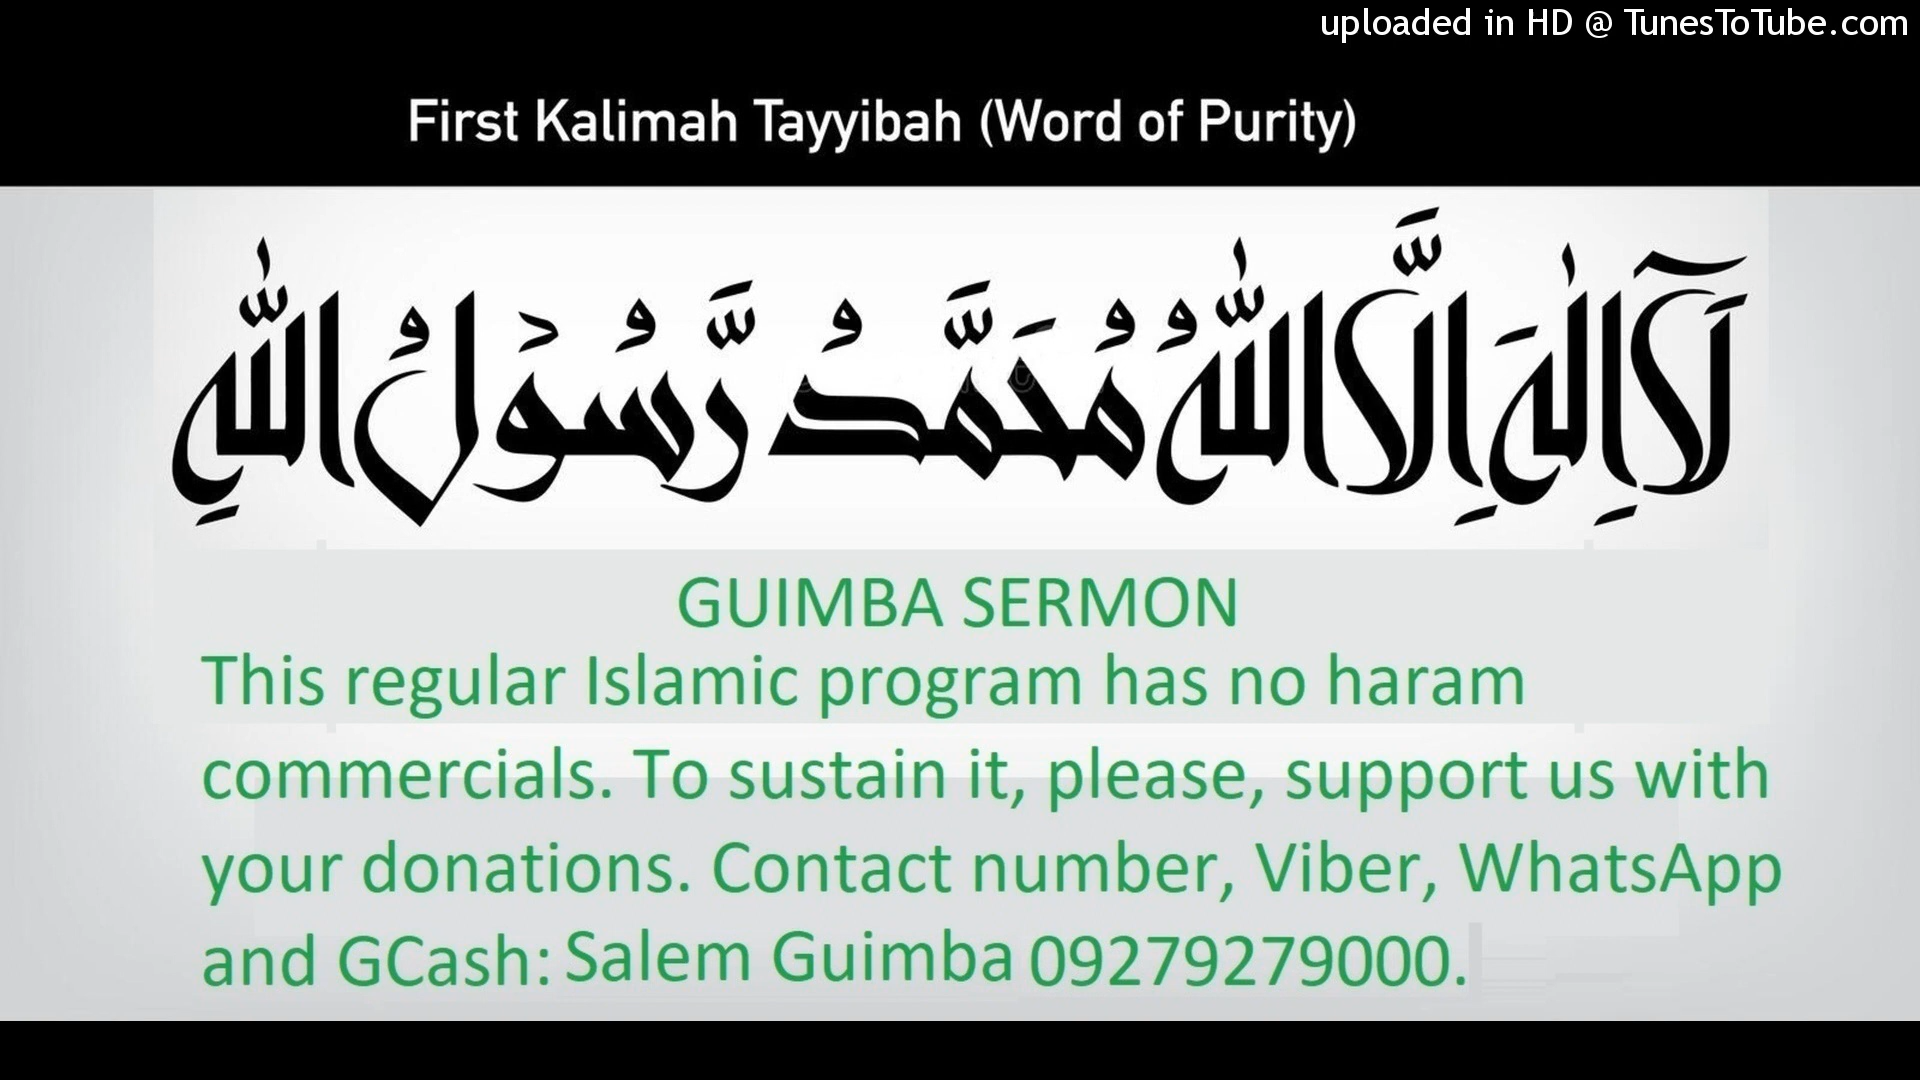 uploaded in HD @ TunesToTube.com
First Kalimah Tayyibah (Word of Purity)
لَآ اِلٰهَ اِلَّا اللّٰهُ مُحَمَّدُ رَّسُوْلُ اللّٰهِ
GUIMBA SERMON
This regular Islamic program has no haram
commercials. To sustain it, please, support us with
your donations. Contact number, Viber, WhatsApp
and GCash: Salem Guimba 09279279000.